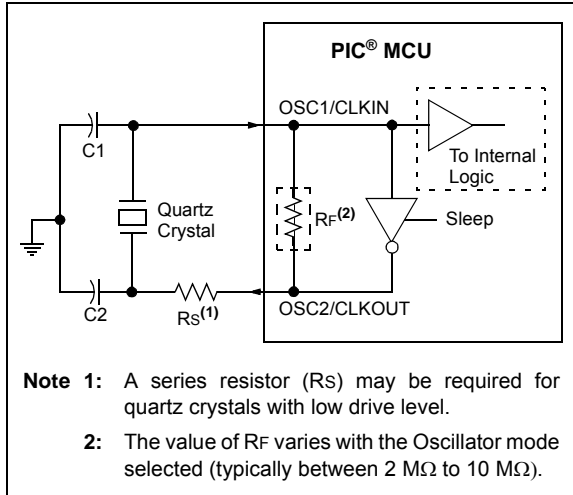 PIC® MCU
OSC1/CLKIN
C1
To Internal
Logic
Quartz
Crystal
RF(2)
Sleep
C2
RS(1)
OSC2/CLKOUT
Note 1: A series resistor (RS) may be required for
quartz crystals with low drive level.
2: The value of RF varies with the Oscillator mode
selected (typically between 2 MΩ to 10 MΩ).